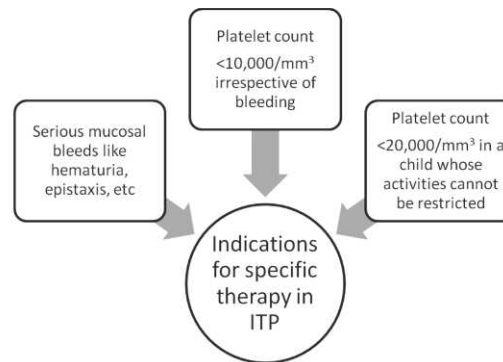 Platelet count
<10,000/mm³
irrespective of
bleeding
Serious mucosal
bleeds like
hematuria,
epistaxis, etc
Platelet count
<20,000/mm³ in a
child whose
activities cannot
be restricted
Indications
for specific
therapy in
ITP